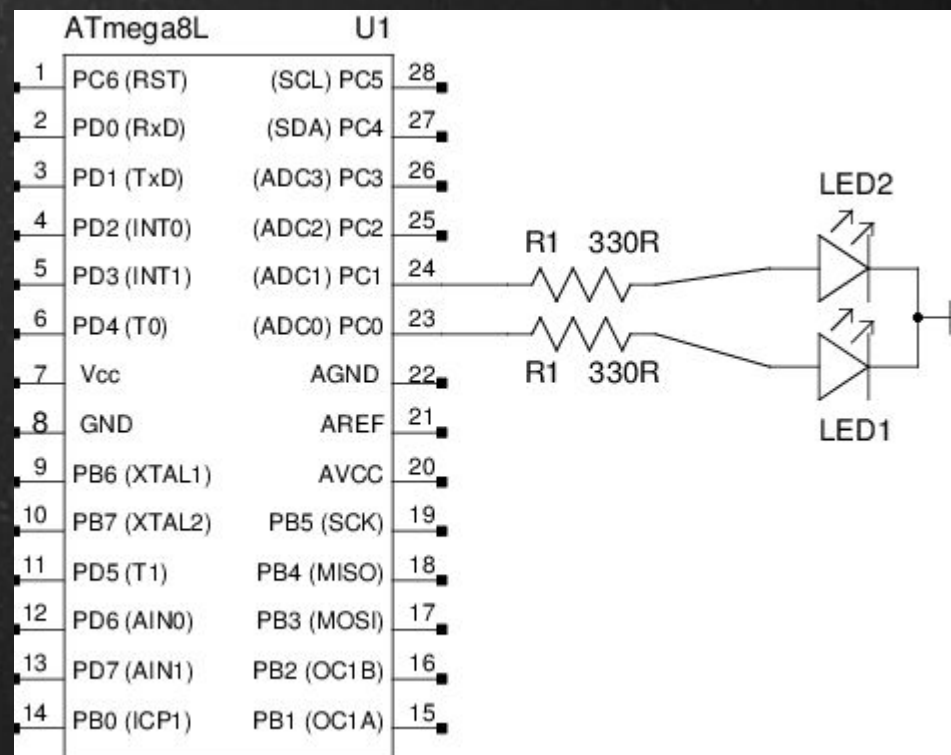 ATmega8L U1
1 PC6 (RST) (SCL) PC5 28
2 PD0 (RxD) (SDA) PC4 27
3 PD1 (TxD) (ADC3) PC3 26
4 PD2 (INT0) (ADC2) PC2 25
5 PD3 (INT1) (ADC1) PC1 24
6 PD4 (T0) (ADC0) PC0 23
7 Vcc AGND 22
8 GND AREF 21
9 PB6 (XTAL1) AVCC 20
10 PB7 (XTAL2) PB5 (SCK) 19
11 PD5 (T1) PB4 (MISO) 18
12 PD6 (AIN0) PB3 (MOSI) 17
13 PD7 (AIN1) PB2 (OC1B) 16
14 PB0 (ICP1) PB1 (OC1A) 15
LED2
R1 330R
R1 330R
LED1